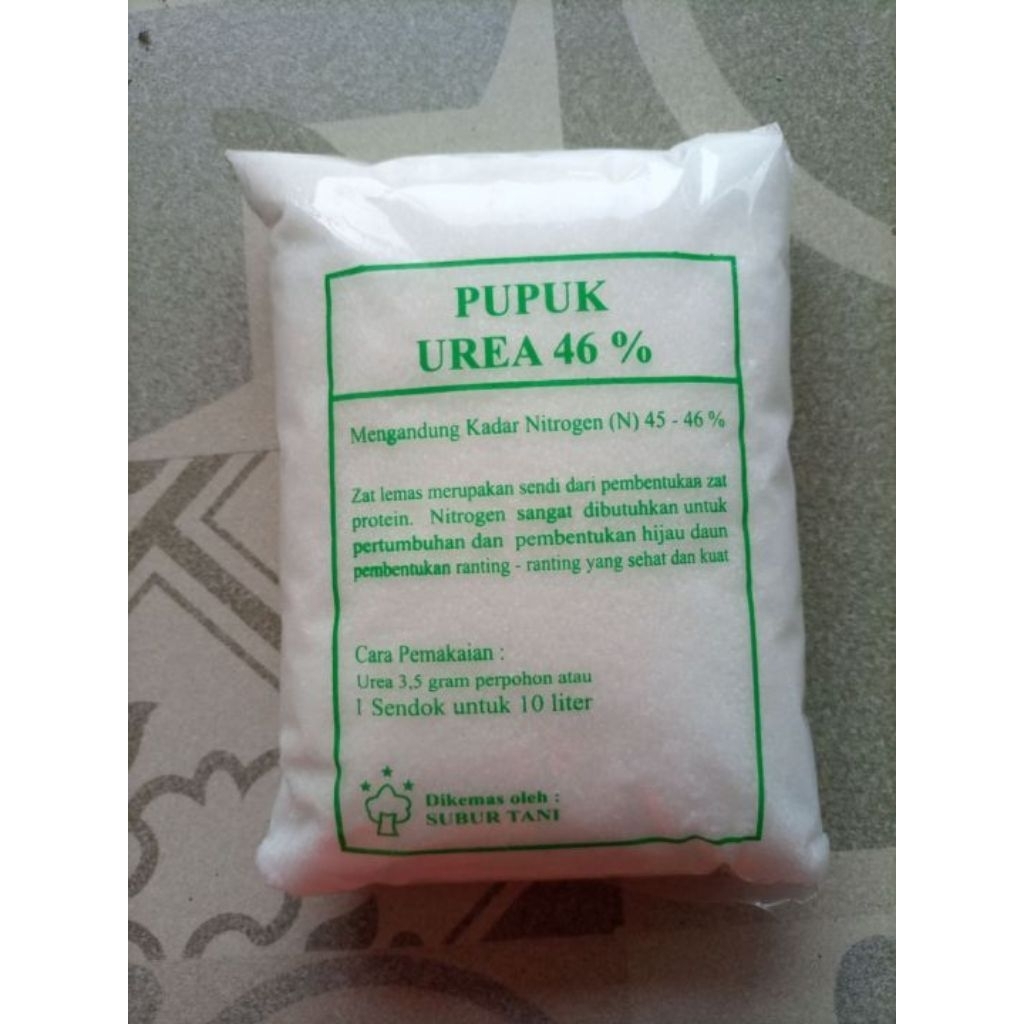 PUPUK
UREA 46 %
Mengandung Kadar Nitrogen (N) 45 - 46 %
Zat lemas merupakan sendi dari pembentukan zat
protein. Nitrogen sangat dibutuhkan untuk
pertumbuhan dan pembentukan hijau daun
pembentukan ranting - ranting yang sehat dan kuat
Cara Pemakaian :
Urea 3,5 gram perpohon atau
1 Sendok untuk 10 liter
Dikemas oleh :
SUBUR TANI